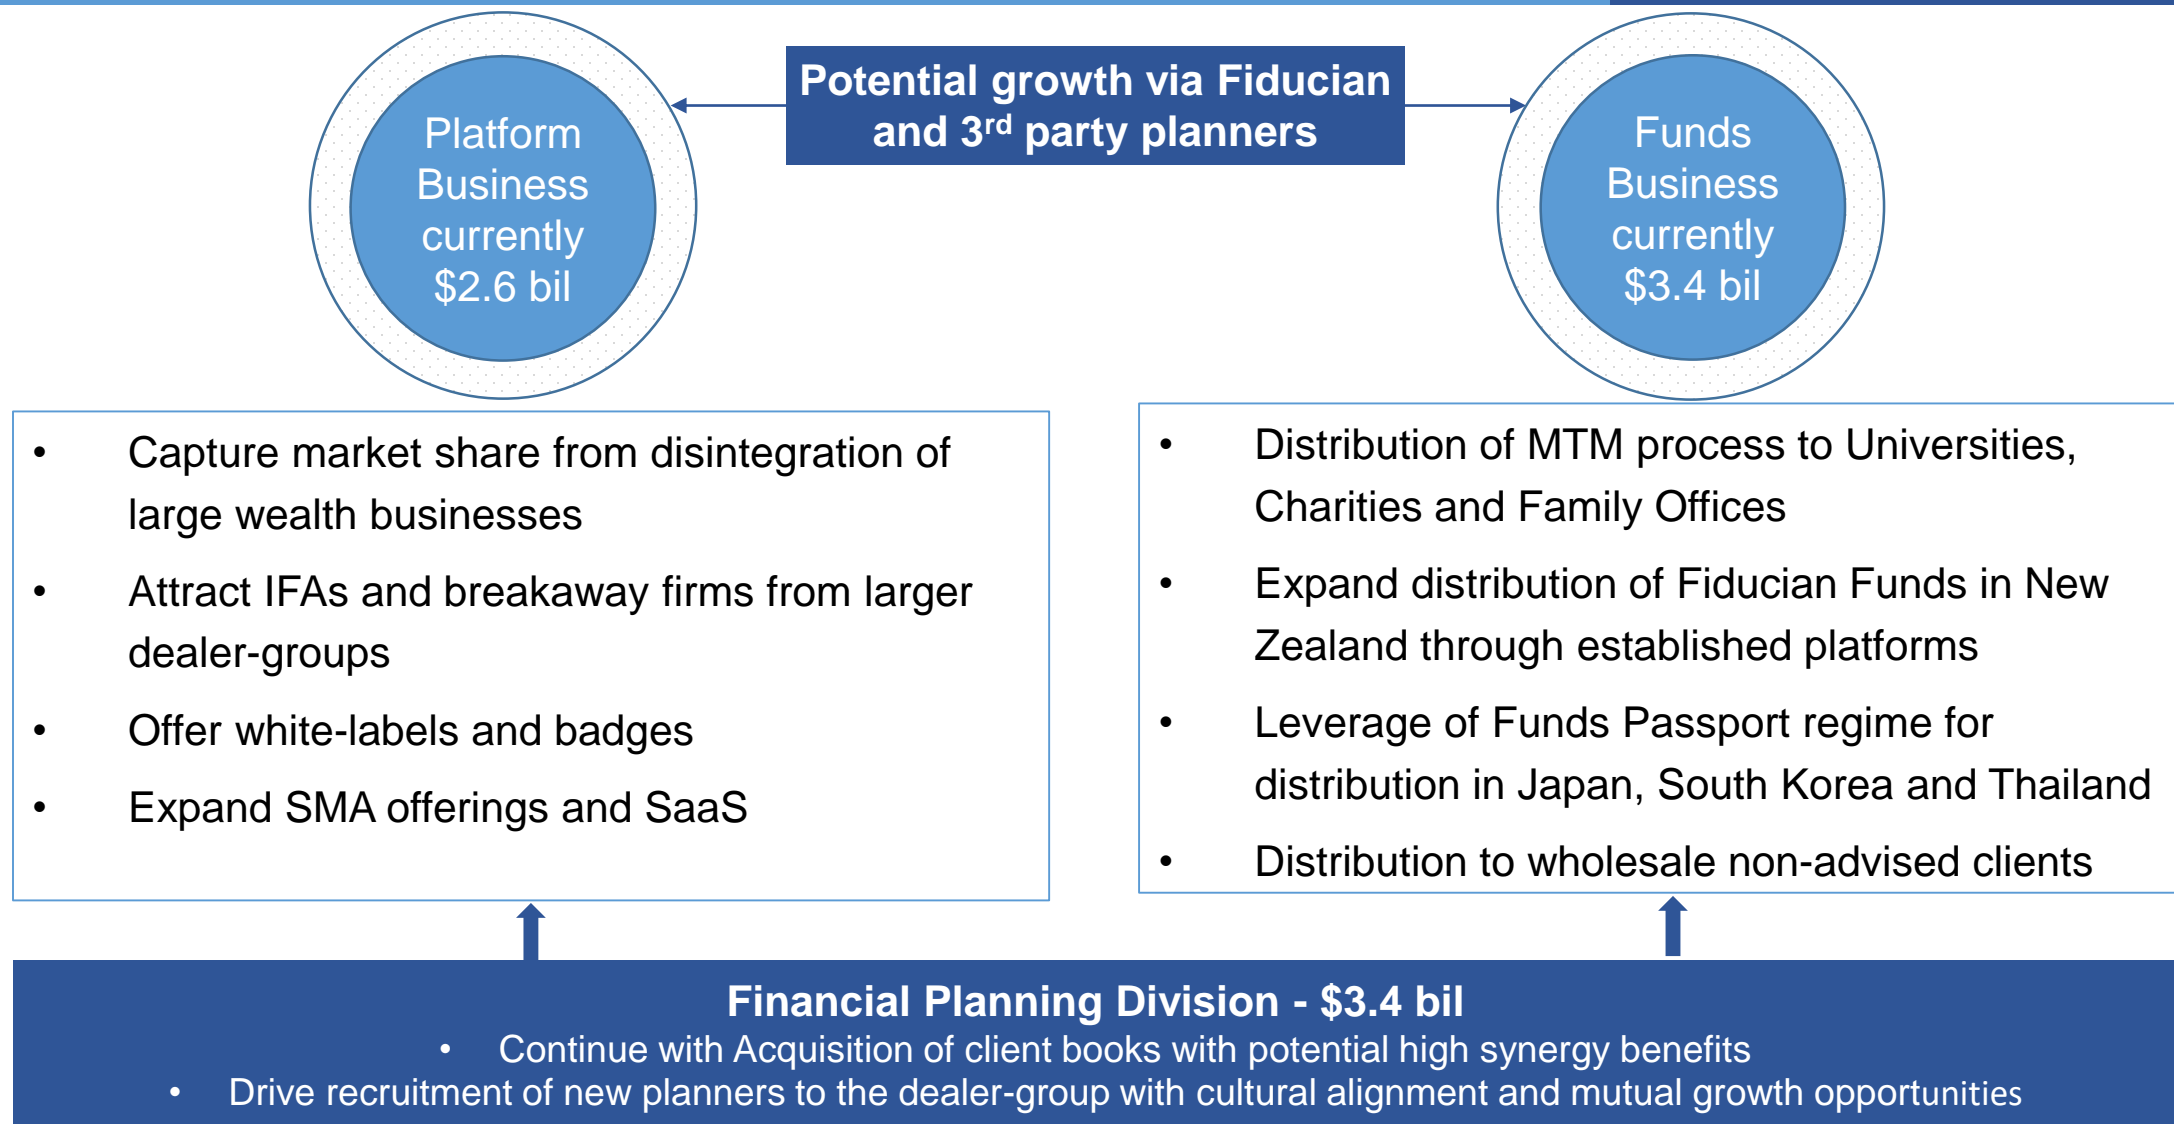 Potential growth via Fiducian
and 3rd party planners
Platform
Business
currently
$2.6 bil
Funds
Business
currently
$3.4 bil
• Capture market share from disintegration of
large wealth businesses
• Attract IFAs and breakaway firms from larger
dealer-groups
• Offer white-labels and badges
• Expand SMA offerings and SaaS
• Distribution of MTM process to Universities,
Charities and Family Offices
• Expand distribution of Fiducian Funds in New
Zealand through established platforms
• Leverage of Funds Passport regime for
distribution in Japan, South Korea and Thailand
• Distribution to wholesale non-advised clients
Financial Planning Division - $3.4 bil
• Continue with Acquisition of client books with potential high synergy benefits
• Drive recruitment of new planners to the dealer-group with cultural alignment and mutual growth opportunities